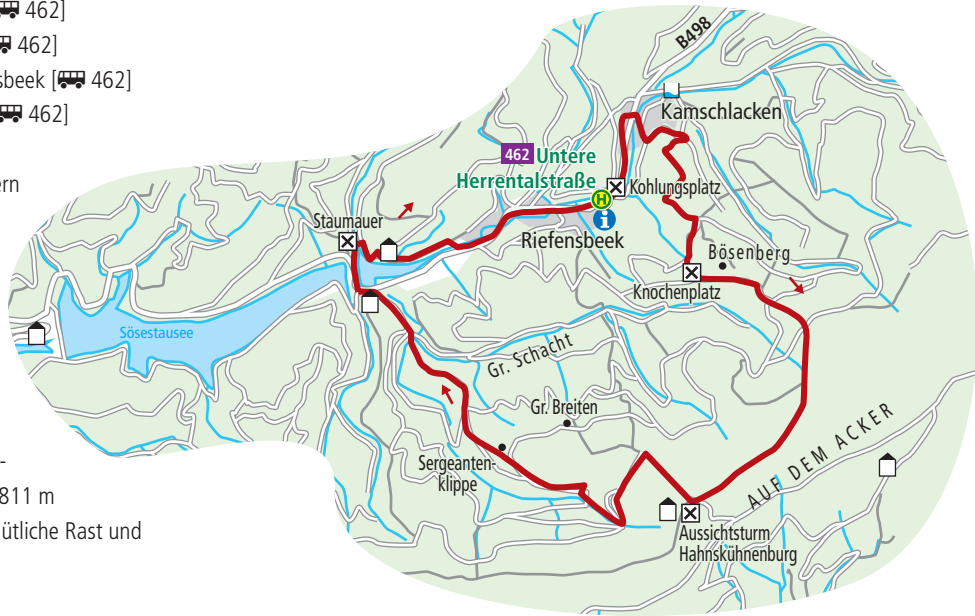 462]
462]
sbeek [ 462]
462]
ern
-
811 m
ütliche Rast und
B498
Kamschlacken
462 Untere
Herrentalstraße
H
Kohlungsplatz
i
Riefensbeek
Staumauer
Bösenberg
Knochenplatz
Sösestausee
Gr. Schacht
Gr. Breiten
Sergeanten-
klippe
AUF DEM ACKER
Aussichtsturm
Hahnskühnenburg